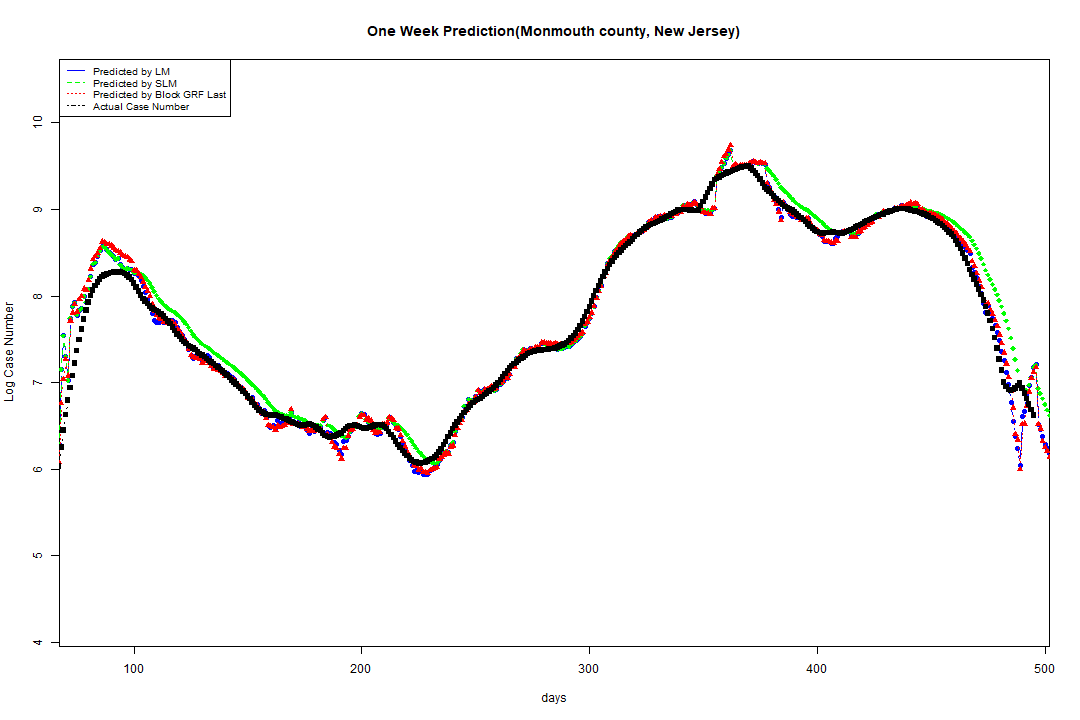 One Week Prediction(Monmouth county, New Jersey)
Predicted by LM
Predicted by SLM
Predicted by Block GRF Last
Actual Case Number
10
9
8
7
6
5
4
Log Case Number
100 200 300 400 500
days